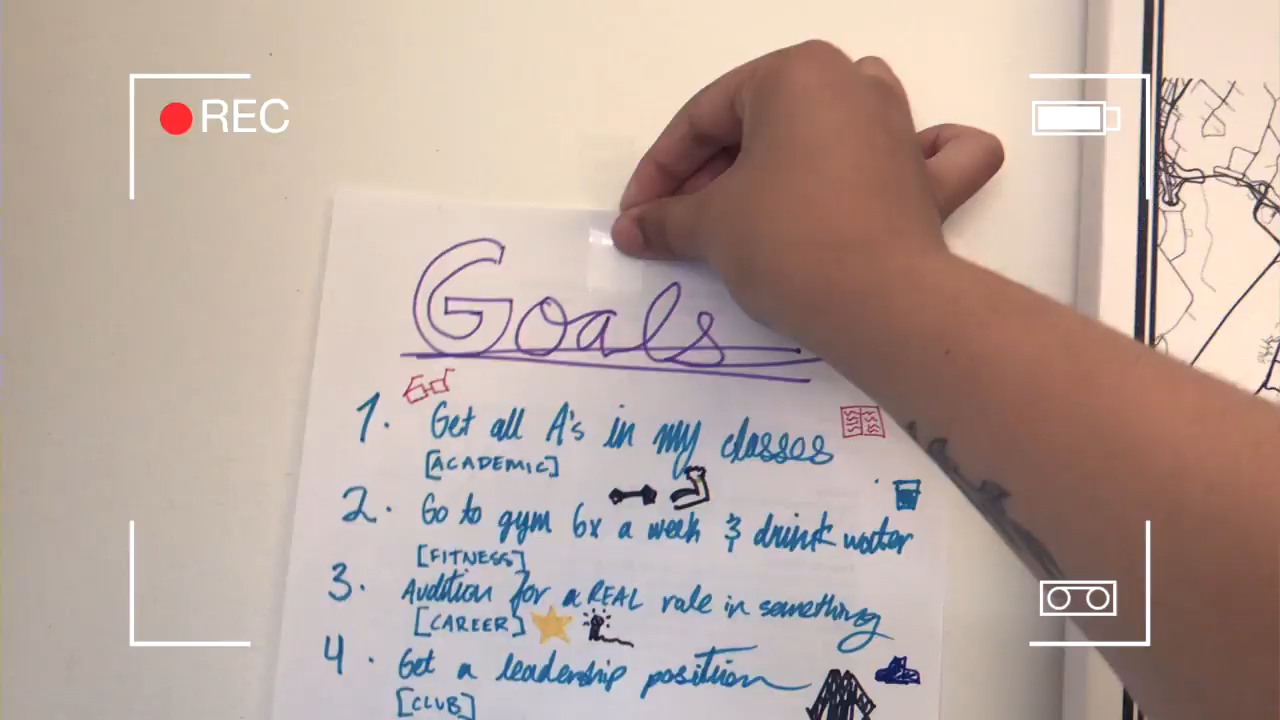 REC
Goals
1. Get all A's in my classes
[ACADEMIC]
2. Go to gym 6x a week & drink water
[FITNESS]
3. Audition for a REAL role in something
[CAREER]
4. Get a leadership position
[CLUB]